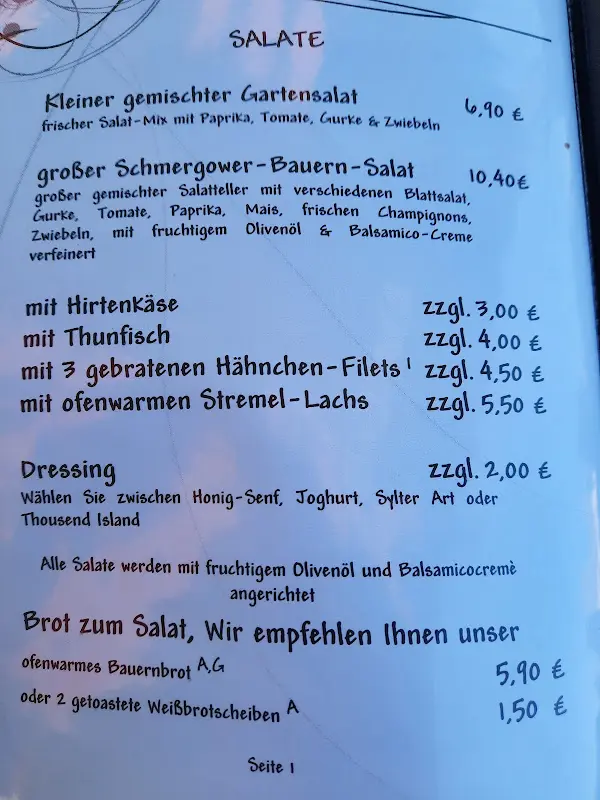 SALATE
Kleiner gemischter Gartensalat 6,90 €
frischer Salat-Mix mit Paprika, Tomate, Gurke & Zwiebeln
großer Schmergower-Bauern-Salat 10,40€
großer gemischter Salatteller mit verschiedenen Blattsalat,
Gurke, Tomate, Paprika, Mais, frischen Champignons,
Zwiebeln, mit fruchtigem Olivenöl & Balsamico-Creme
verfeinert
mit Hirtenkäse zzgl. 3,00 €
mit Thunfisch zzgl. 4,00 €
mit 3 gebratenen Hähnchen-Filets ¹ zzgl. 4,50 €
mit ofenwarmen Stremel-Lachs zzgl. 5,50 €
Dressing zzgl. 2,00 €
Wählen Sie zwischen Honig-Senf, Joghurt, Sylter Art oder
Thousend Island
Alle Salate werden mit fruchtigem Olivenöl und Balsamicocremè
angerichtet
Brot zum Salat, Wir empfehlen Ihnen unser
ofenwarmes Bauernbrot A,G 5,90 €
oder 2 getoastete Weißbrotscheiben A 1,50 €
Seite 1